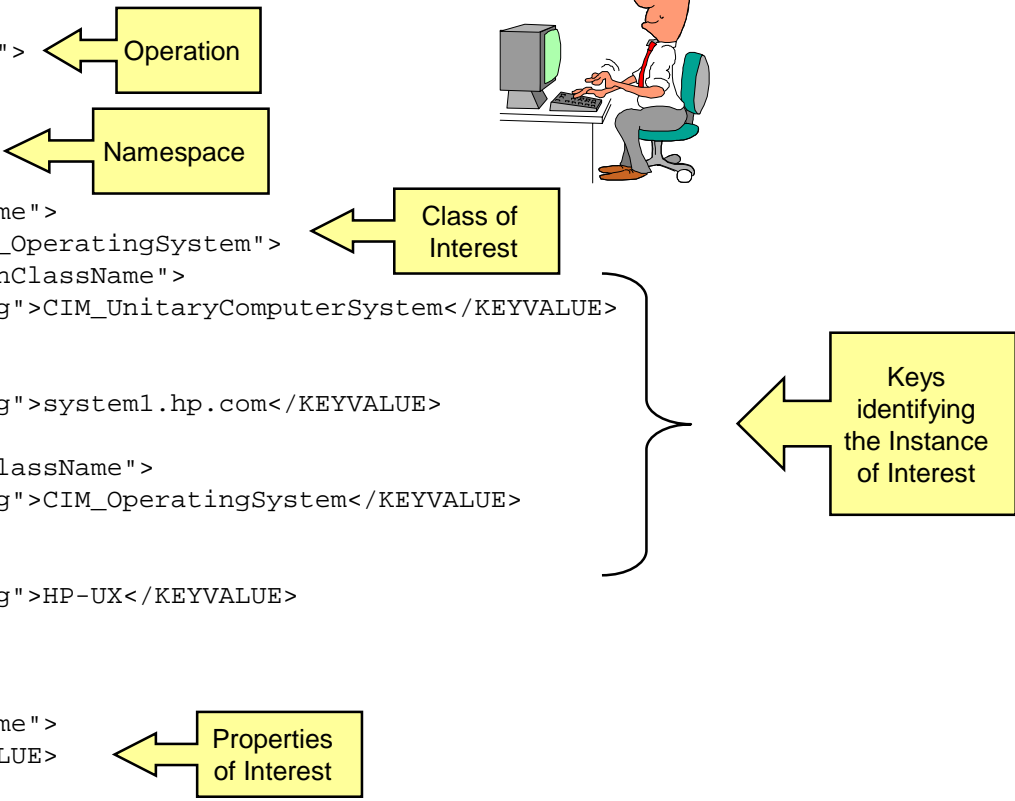 ">
Operation
Namespace
me">
_OperatingSystem">
Class of
Interest
nClassName">
g">CIM_UnitaryComputerSystem</KEYVALUE>
g">system1.hp.com</KEYVALUE>
Keys
identifying
the Instance
of Interest
lassName">
g">CIM_OperatingSystem</KEYVALUE>
g">HP-UX</KEYVALUE>
me">
LUE>
Properties
of Interest